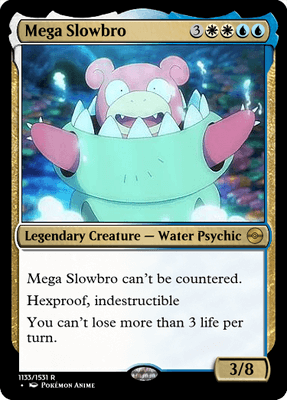 Mega Slowbro 3
Legendary Creature — Water Psychic
Mega Slowbro can't be countered.
Hexproof, indestructible
You can't lose more than 3 life per
turn.
3/8
1133/1531 R
• Pokémon Anime